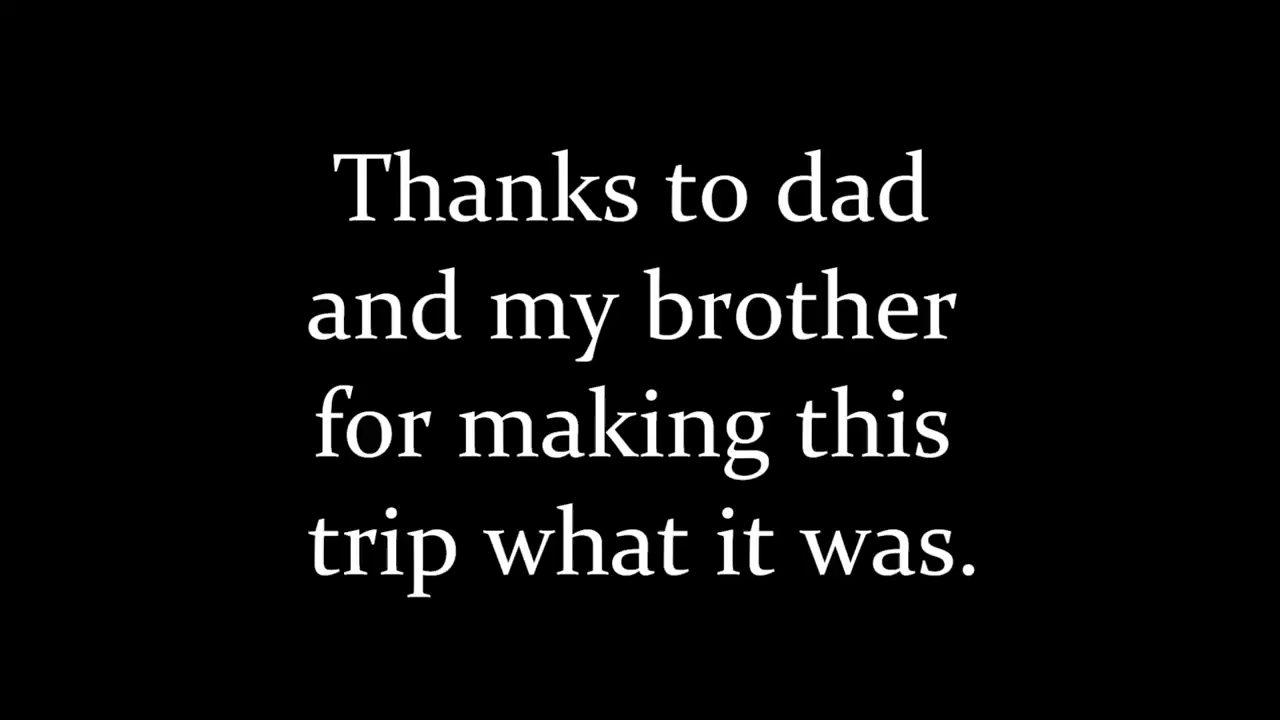 Thanks to dad
and my brother
for making this
trip what it was.